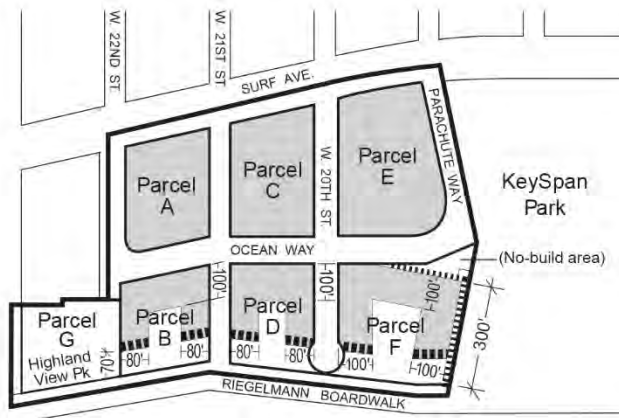 W. 22ND ST.
W. 21ST ST.
SURF AVE.
PARACHUTE WAY
Parcel
A
Parcel
C
W. 20TH ST.
Parcel
E
KeySpan
Park
OCEAN WAY
(No-build area)
100'
100'
100'
100'
300'
Parcel
G
Highland
View Pk
70'
Parcel
B
80'
80'
Parcel
D
80'
80'
Parcel
F
100'
100'
RIEGELMANN BOARDWALK